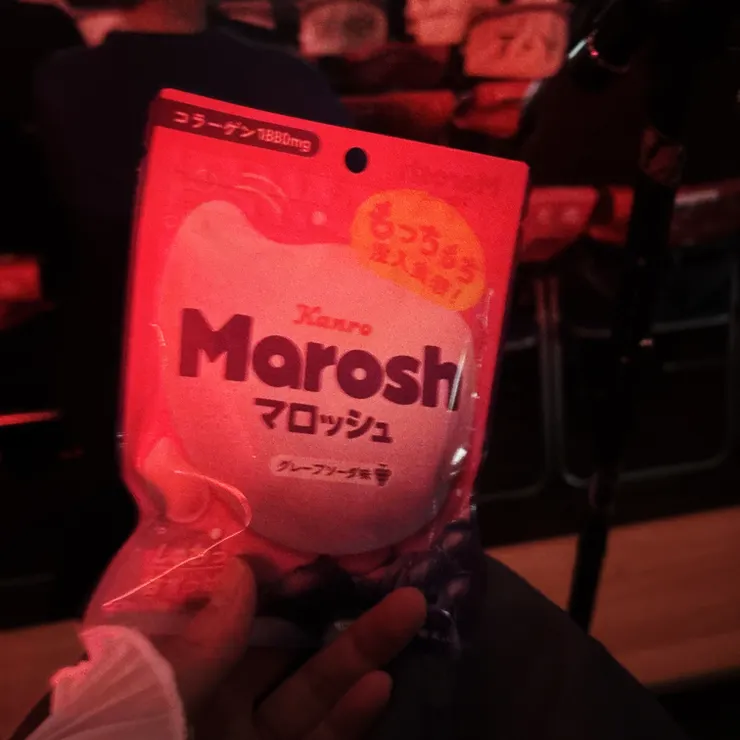 コラーゲン1880mg
もっちもち
没入食感！
Kanro
Marosh
マロッシュ
グレープソーダ味